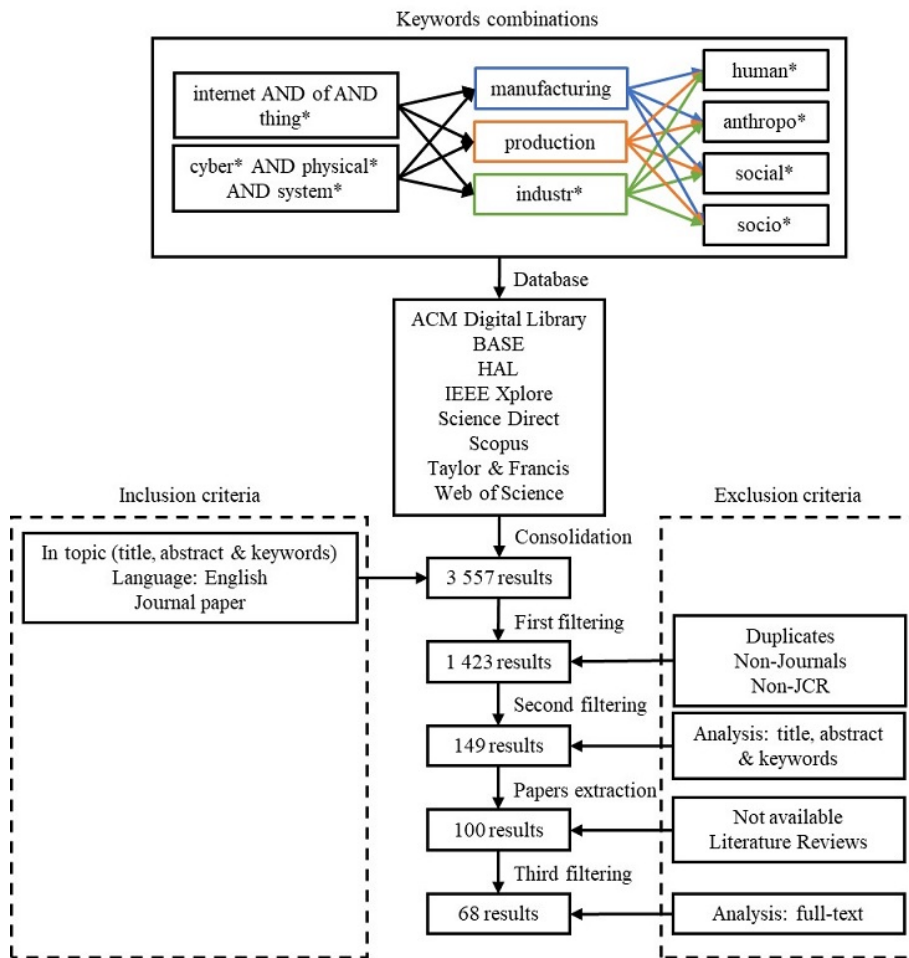 Keywords combinations
internet AND of AND
thing*
cyber* AND physical*
AND system*
manufacturing
production
industr*
human*
anthropo*
social*
socio*
Database
ACM Digital Library
BASE
HAL
IEEE Xplore
Science Direct
Scopus
Taylor & Francis
Web of Science
Inclusion criteria
Exclusion criteria
Consolidation
In topic (title, abstract & keywords)
Language: English
Journal paper
3 557 results
First filtering
1 423 results
Duplicates
Non-Journals
Non-JCR
Second filtering
149 results
Analysis: title, abstract
& keywords
Papers extraction
100 results
Not available
Literature Reviews
Third filtering
68 results
Analysis: full-text